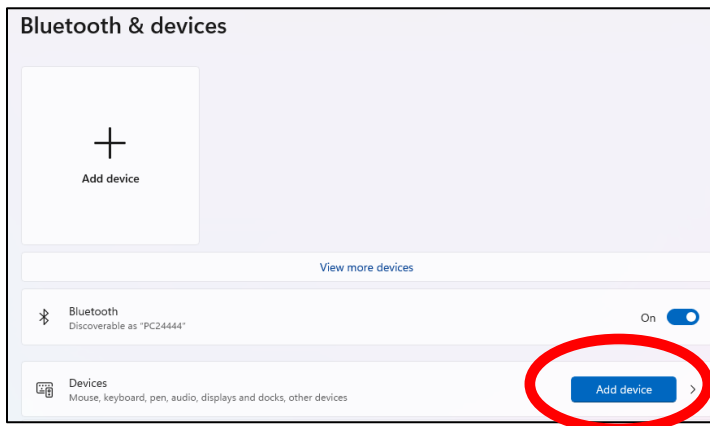 Bluetooth & devices
Add device
View more devices
Bluetooth
Discoverable as "PC24444"
On
Devices
Mouse, keyboard, pen, audio, displays and docks, other devices
Add device